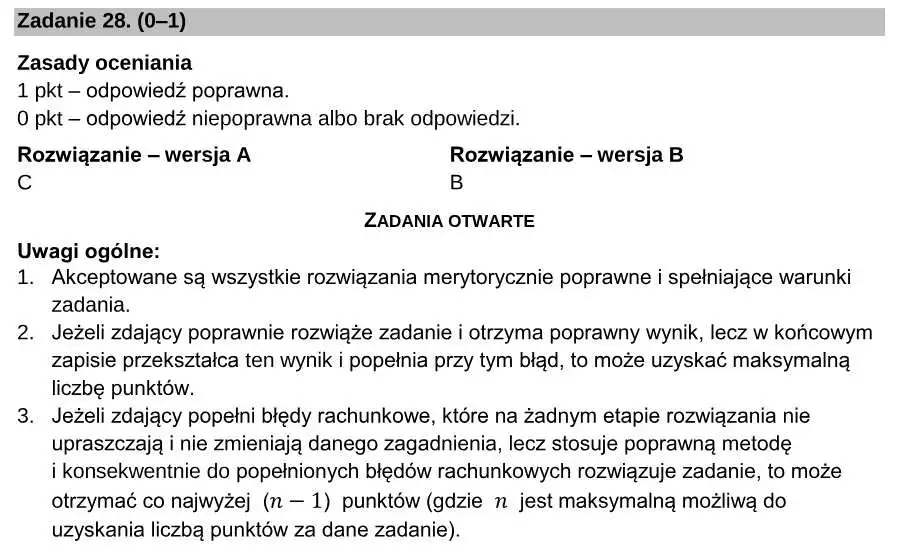 Zadanie 28. (0–1)
Zasady oceniania
1 pkt – odpowiedź poprawna.
0 pkt – odpowiedź niepoprawna albo brak odpowiedzi.
Rozwiązanie – wersja A
Rozwiązanie – wersja B
C
B
ZADANIA OTWARTE
Uwagi ogólne:
1. Akceptowane są wszystkie rozwiązania merytorycznie poprawne i spełniające warunki
zadania.
2. Jeżeli zdający poprawnie rozwiąże zadanie i otrzyma poprawny wynik, lecz w końcowym
zapisie przekształca ten wynik i popełnia przy tym błąd, to może uzyskać maksymalną
liczbę punktów.
3. Jeżeli zdający popełni błędy rachunkowe, które na żadnym etapie rozwiązania nie
upraszczają i nie zmieniają danego zagadnienia, lecz stosuje poprawną metodę
i konsekwentnie do popełnionych błędów rachunkowych rozwiązuje zadanie, to może
otrzymać co najwyżej (n − 1) punktów (gdzie n jest maksymalną możliwą do
uzyskania liczbą punktów za dane zadanie).